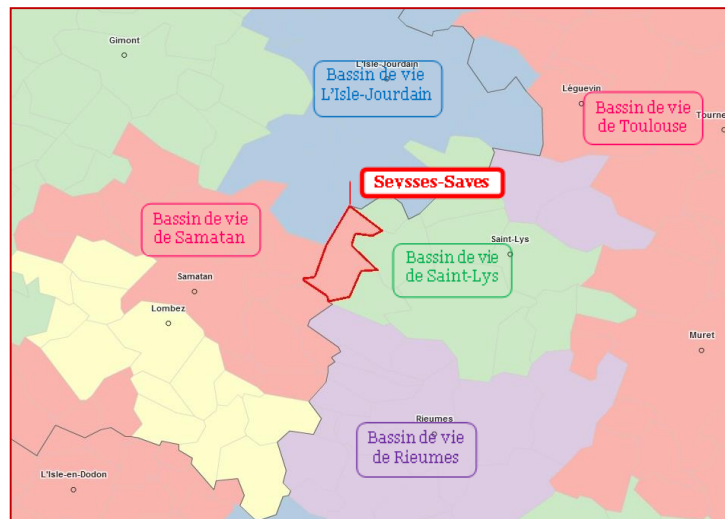 Gimont
L'Isle-Jourdain
Bassin de vie
L'Isle-Jourdain
Léguevin
Bassin de vie
de Toulouse
Tourne
Seysses-Saves
Bassin de vie
de Samatan
Saint-Lys
Bassin de vie
de Saint-Lys
Samatan
Lombez
Muret
Rieumes
Bassin de vie
de Rieumes
L'Isle-en-Dodon